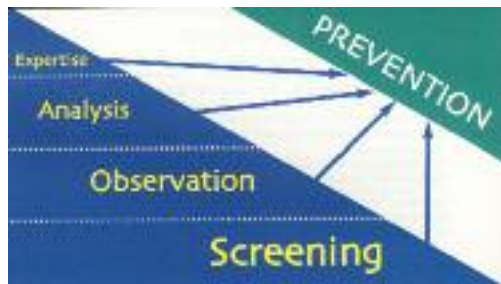 PREVENTION
Expertise
Analysis
Observation
Screening